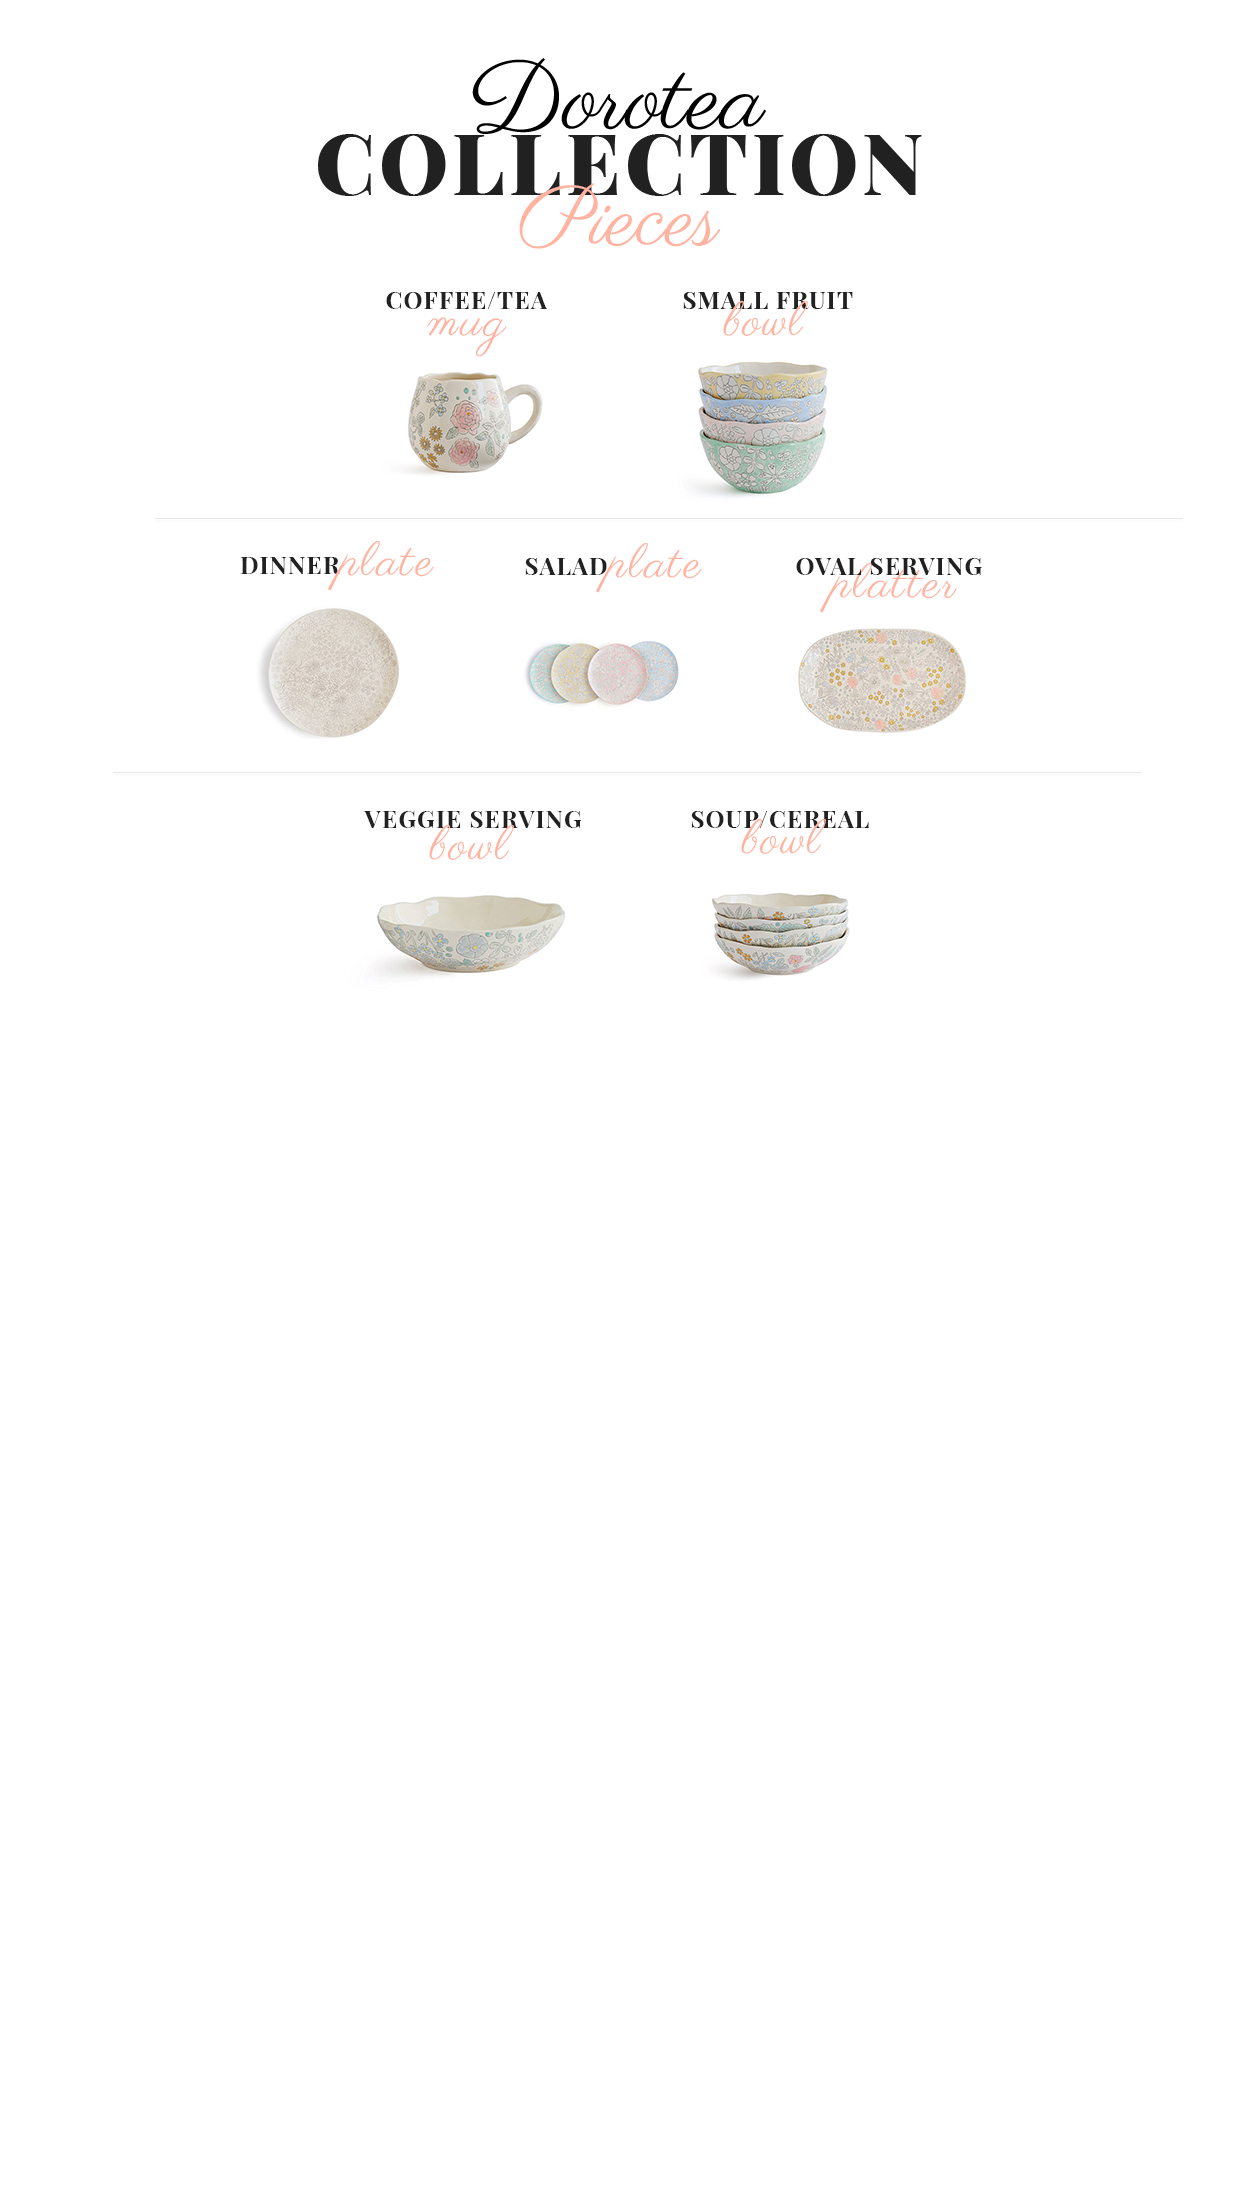 Dorotea
COLLECTION
Pieces
COFFEE/TEA
mug
SMALL FRUIT
bowl
DINNER plate
SALAD plate
OVAL SERVING
platter
VEGGIE SERVING
bowl
SOUP/CEREAL
bowl